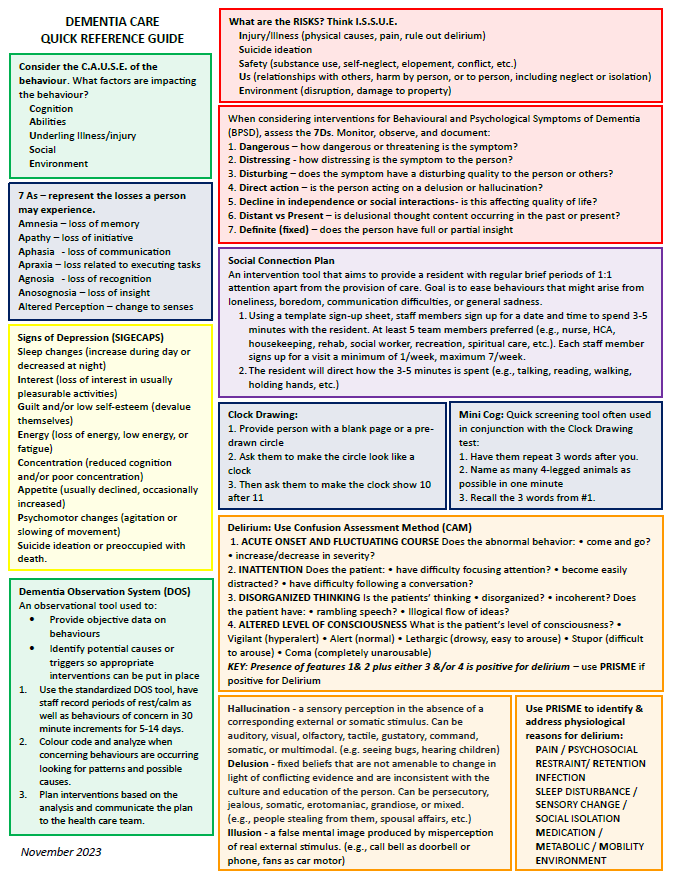 DEMENTIA CARE
QUICK REFERENCE GUIDE
Consider the C.A.U.S.E. of the
behaviour. What factors are impacting
the behaviour?
Cognition
Abilities
Underling Illness/injury
Social
Environment
7 As – represent the losses a person
may experience.
Amnesia – loss of memory
Apathy – loss of initiative
Aphasia - loss of communication
Apraxia – loss related to executing tasks
Agnosia - loss of recognition
Anosognosia – loss of insight
Altered Perception – change to senses
Signs of Depression (SIGECAPS)
Sleep changes (increase during day or
decreased at night)
Interest (loss of interest in usually
pleasurable activities)
Guilt and/or low self-esteem (devalue
themselves)
Energy (loss of energy, low energy, or
fatigue)
Concentration (reduced cognition
and/or poor concentration)
Appetite (usually declined, occasionally
increased)
Psychomotor changes (agitation or
slowing of movement)
Suicide ideation or preoccupied with
death.
Dementia Observation System (DOS)
An observational tool used to:
• Provide objective data on
behaviours
• Identify potential causes or
triggers so appropriate
interventions can be put in place
1. Use the standardized DOS tool, have
staff record periods of rest/calm as
well as behaviours of concern in 30
minute increments for 5-14 days.
2. Colour code and analyze when
concerning behaviours are occurring
looking for patterns and possible
causes.
3. Plan interventions based on the
analysis and communicate the plan
to the health care team.
November 2023
What are the RISKS? Think I.S.S.U.E.
Injury/Illness (physical causes, pain, rule out delirium)
Suicide ideation
Safety (substance use, self-neglect, elopement, conflict, etc.)
Us (relationships with others, harm by person, or to person, including neglect or isolation)
Environment (disruption, damage to property)
When considering interventions for Behavioural and Psychological Symptoms of Dementia
(BPSD), assess the 7Ds. Monitor, observe, and document:
1. Dangerous – how dangerous or threatening is the symptom?
2. Distressing - how distressing is the symptom to the person?
3. Disturbing – does the symptom have a disturbing quality to the person or others?
4. Direct action – is the person acting on a delusion or hallucination?
5. Decline in independence or social interactions- is this affecting quality of life?
6. Distant vs Present – is delusional thought content occurring in the past or present?
7. Definite (fixed) – does the person have full or partial insight
Social Connection Plan
An intervention tool that aims to provide a resident with regular brief periods of 1:1
attention apart from the provision of care. Goal is to ease behaviours that might arise from
loneliness, boredom, communication difficulties, or general sadness.
1. Using a template sign-up sheet, staff members sign up for a date and time to spend 3-5
minutes with the resident. At least 5 team members preferred (e.g., nurse, HCA,
housekeeping, rehab, social worker, recreation, spiritual care, etc.). Each staff member
signs up for a visit a minimum of 1/week, maximum 7/week.
2. The resident will direct how the 3-5 minutes is spent (e.g., talking, reading, walking,
holding hands, etc.)
Clock Drawing:
1. Provide person with a blank page or a pre-
drawn circle
2. Ask them to make the circle look like a
clock
3. Then ask them to make the clock show 10
after 11
Mini Cog: Quick screening tool often used
in conjunction with the Clock Drawing
test:
1. Have them repeat 3 words after you.
2. Name as many 4-legged animals as
possible in one minute
3. Recall the 3 words from #1.
Delirium: Use Confusion Assessment Method (CAM)
1. ACUTE ONSET AND FLUCTUATING COURSE Does the abnormal behavior: • come and go?
• increase/decrease in severity?
2. INATTENTION Does the patient: • have difficulty focusing attention? • become easily
distracted? • have difficulty following a conversation?
3. DISORGANIZED THINKING Is the patients' thinking • disorganized? • incoherent? Does
the patient have: • rambling speech? • Illogical flow of ideas?
4. ALTERED LEVEL OF CONSCIOUSNESS What is the patient's level of consciousness? •
Vigilant (hyperalert) • Alert (normal) • Lethargic (drowsy, easy to arouse) • Stupor (difficult
to arouse) • Coma (completely unarousable)
KEY: Presence of features 1& 2 plus either 3 &/or 4 is positive for delirium – use PRISME if
positive for Delirium
Hallucination - a sensory perception in the absence of a
corresponding external or somatic stimulus. Can be
auditory, visual, olfactory, tactile, gustatory, command,
somatic, or multimodal. (e.g. seeing bugs, hearing children)
Delusion - fixed beliefs that are not amenable to change in
light of conflicting evidence and are inconsistent with the
culture and education of the person. Can be persecutory,
jealous, somatic, erotomaniac, grandiose, or mixed.
(e.g., people stealing from them, spousal affairs, etc.)
Illusion - a false mental image produced by misperception
of real external stimulus. (e.g., call bell as doorbell or
phone, fans as car motor)
Use PRISME to identify &
address physiological
reasons for delirium:
PAIN / PSYCHOSOCIAL
RESTRAINT/ RETENTION
INFECTION
SLEEP DISTURBANCE /
SENSORY CHANGE /
SOCIAL ISOLATION
MEDICATION /
METABOLIC / MOBILITY
ENVIRONMENT